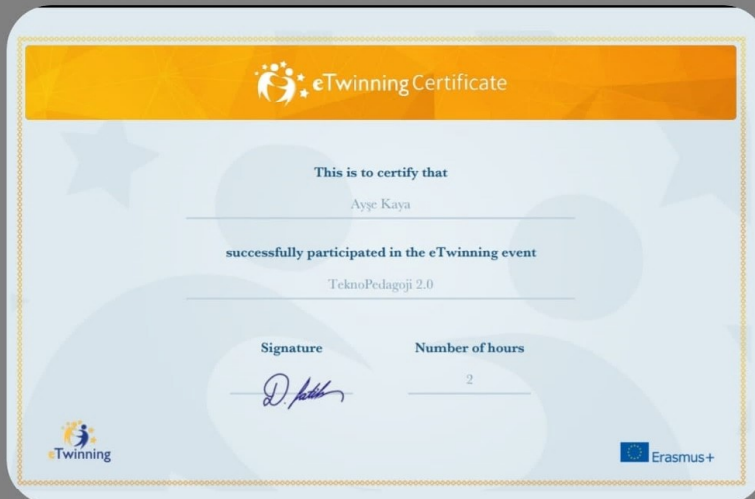 eTwinning Certificate
This is to certify that
Ayşe Kaya
successfully participated in the eTwinning event
TeknoPedagoji 2.0
Signature
Number of hours
D. Fatih
2
eTwinning
Erasmus+